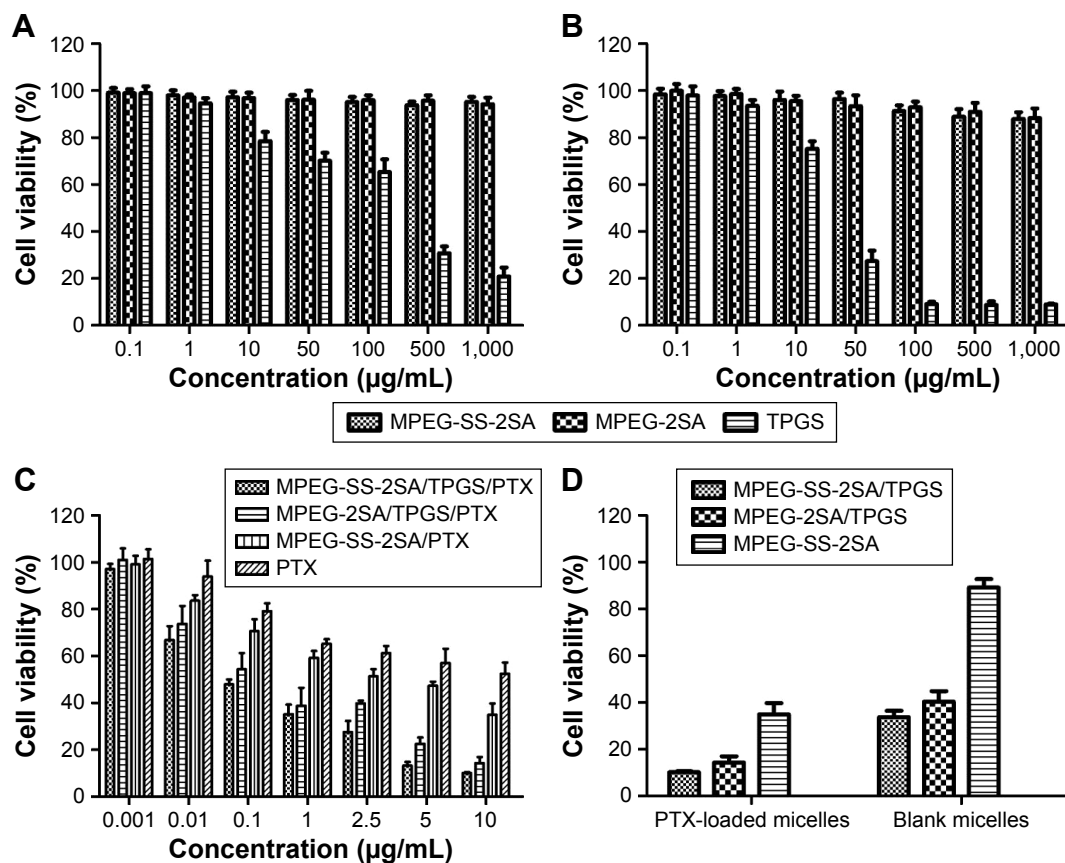 A
Cell viability (%)
120
100
80
60
40
20
0
0.1 1 10 50 100 500 1,000
Concentration (µg/mL)
B
Cell viability (%)
120
100
80
60
40
20
0
0.1 1 10 50 100 500 1,000
Concentration (µg/mL)
MPEG-SS-2SA MPEG-2SA TPGS
C
MPEG-SS-2SA/TPGS/PTX
MPEG-2SA/TPGS/PTX
MPEG-SS-2SA/PTX
PTX
Cell viability (%)
120
100
80
60
40
20
0
0.001 0.01 0.1 1 2.5 5 10
Concentration (µg/mL)
D
MPEG-SS-2SA/TPGS
MPEG-2SA/TPGS
MPEG-SS-2SA
Cell viability (%)
120
100
80
60
40
20
0
PTX-loaded micelles Blank micelles